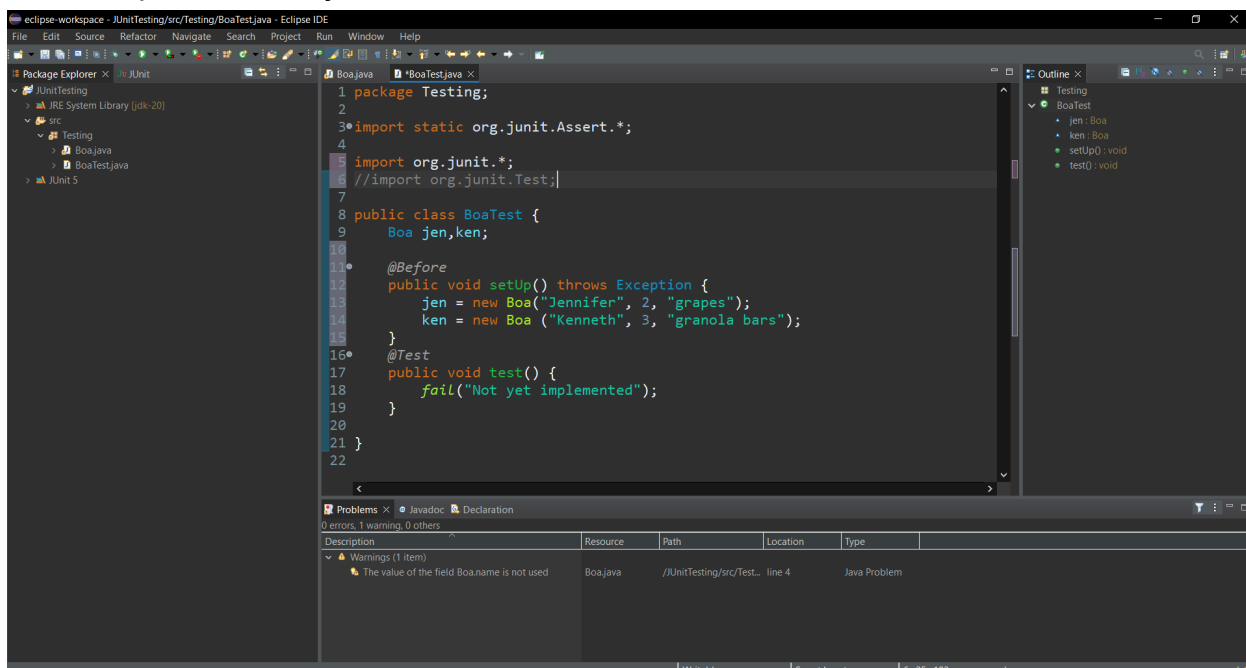 eclipse-workspace - JUnitTesting/src/Testing/BoaTest.java - Eclipse IDE
File Edit Source Refactor Navigate Search Project Run Window Help
Package Explorer JUnit
JUnitTesting
JRE System Library [jdk-20]
src
Testing
Boa.java
BoaTest.java
JUnit 5
Boa.java *BoaTest.java
1 package Testing;
2
3 import static org.junit.Assert.*;
4
5 import org.junit.*;
6 //import org.junit.Test;
7
8 public class BoaTest {
9 Boa jen,ken;
10
11 @Before
12 public void setUp() throws Exception {
13 jen = new Boa("Jennifer", 2, "grapes");
14 ken = new Boa ("Kenneth", 3, "granola bars");
15 }
16 @Test
17 public void test() {
18 fail("Not yet implemented");
19 }
20
21 }
22
Outline
Testing
BoaTest
jen : Boa
ken : Boa
setUp() : void
test() : void
Problems Javadoc Declaration
0 errors, 1 warning, 0 others
Description Resource Path Location Type
Warnings (1 item)
The value of the field Boa.name is not used Boa.java /JUnitTesting/src/Test... line 4 Java Problem